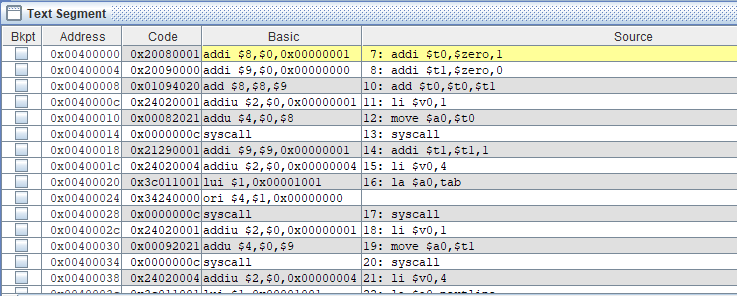 Text Segment
Bkpt Address Code Basic Source
0x00400000 0x20080001 addi $8,$0,0x00000001 7: addi $t0,$zero,1
0x00400004 0x20090000 addi $9,$0,0x00000000 8: addi $t1,$zero,0
0x00400008 0x01094020 add $8,$8,$9 10: add $t0,$t0,$t1
0x0040000c 0x24020001 addiu $2,$0,0x00000001 11: li $v0,1
0x00400010 0x00082021 addu $4,$0,$8 12: move $a0,$t0
0x00400014 0x0000000c syscall 13: syscall
0x00400018 0x21290001 addi $9,$9,0x00000001 14: addi $t1,$t1,1
0x0040001c 0x24020004 addiu $2,$0,0x00000004 15: li $v0,4
0x00400020 0x3c011001 lui $1,0x00001001 16: la $a0,tab
0x00400024 0x34240000 ori $4,$1,0x00000000
0x00400028 0x0000000c syscall 17: syscall
0x0040002c 0x24020001 addiu $2,$0,0x00000001 18: li $v0,1
0x00400030 0x00092021 addu $4,$0,$9 19: move $a0,$t1
0x00400034 0x0000000c syscall 20: syscall
0x00400038 0x24020004 addiu $2,$0,0x00000004 21: li $v0,4